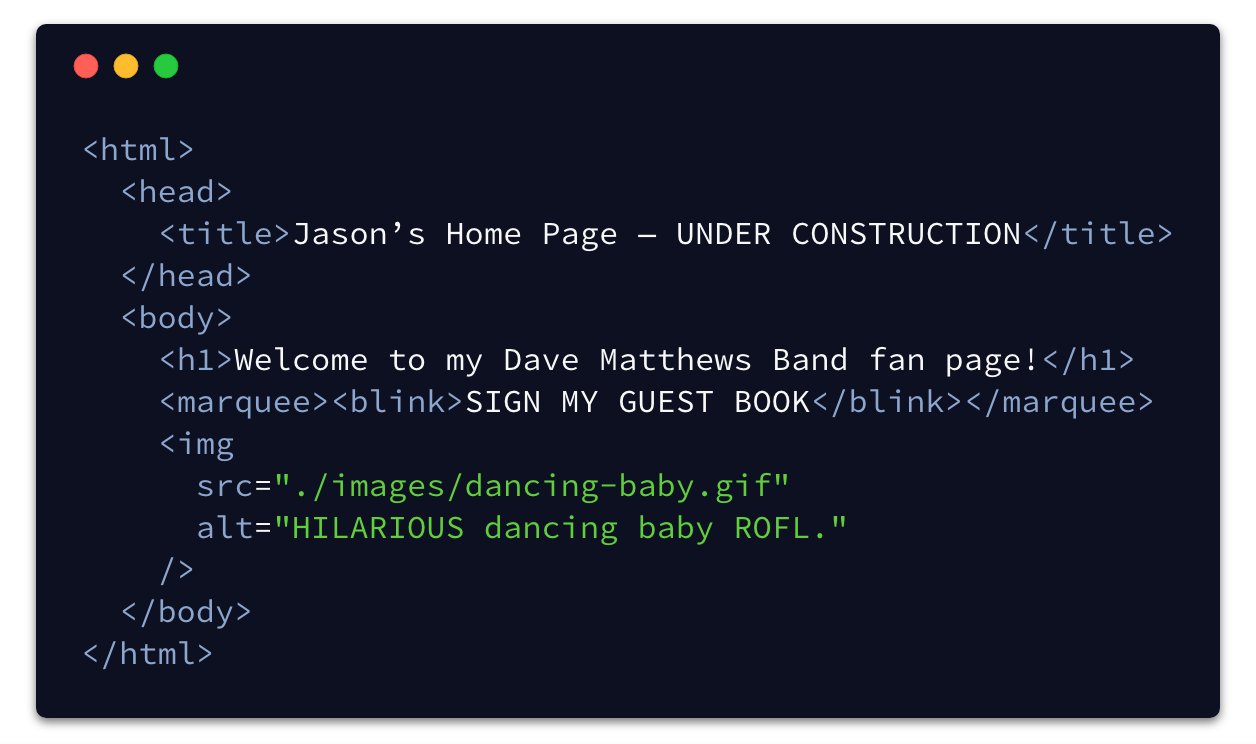 <html>
  <head>
    <title>Jason’s Home Page — UNDER CONSTRUCTION</title>
  </head>
  <body>
    <h1>Welcome to my Dave Matthews Band fan page!</h1>
    <marquee><blink>SIGN MY GUEST BOOK</blink></marquee>
    <img
      src="./images/dancing-baby.gif"
      alt="HILARIOUS dancing baby ROFL."
    />
  </body>
</html>